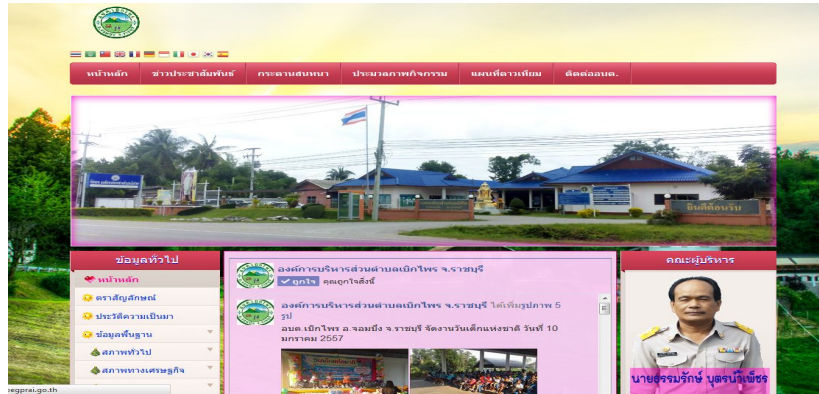 หน้าหลัก ข่าวประชาสัมพันธ์ กระดานสนทนา ประมวลภาพกิจกรรม แผนที่ดาวเทียม ติดต่ออบต.
ยินดีต้อนรับ
ข้อมูลทั่วไป
หน้าหลัก
ตราสัญลักษณ์
ประวัติความเป็นมา
ข้อมูลพื้นฐาน
สภาพทั่วไป
สภาพทางเศรษฐกิจ
องค์การบริหารส่วนตำบลเบิกไพร จ.ราชบุรี
ถูกใจ คุณถูกใจสิ่งนี้
องค์การบริหารส่วนตำบลเบิกไพร จ.ราชบุรี ได้เพิ่มรูปภาพ 5
รูป
อบต.เบิกไพร อ.จอมบึง จ.ราชบุรี จัดงานวันเด็กแห่งชาติ วันที่ 10
มกราคม 2557
คณะผู้บริหาร
นายธรรมรักษ์ บุตรน้ำเพ็ชร
egprai.go.th